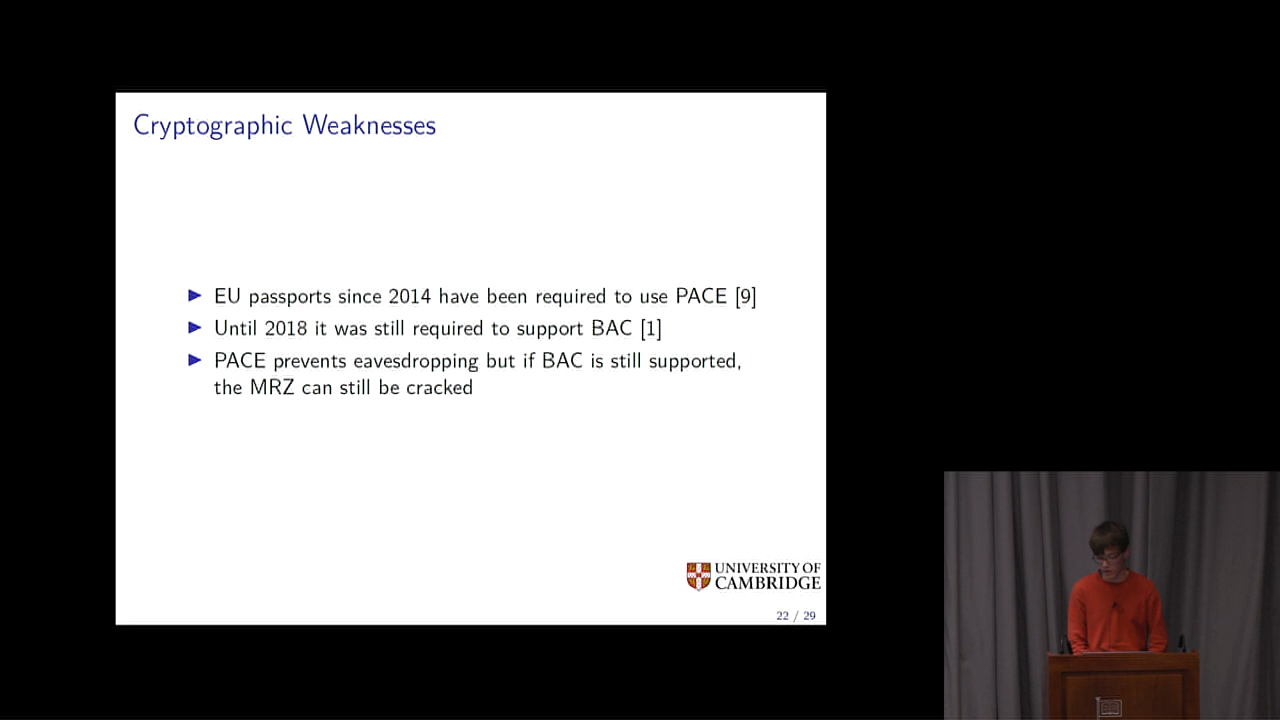 Cryptographic Weaknesses
▶ EU passports since 2014 have been required to use PACE [9]
▶ Until 2018 it was still required to support BAC [1]
▶ PACE prevents eavesdropping but if BAC is still supported,
the MRZ can still be cracked
UNIVERSITY OF
CAMBRIDGE
22 / 29